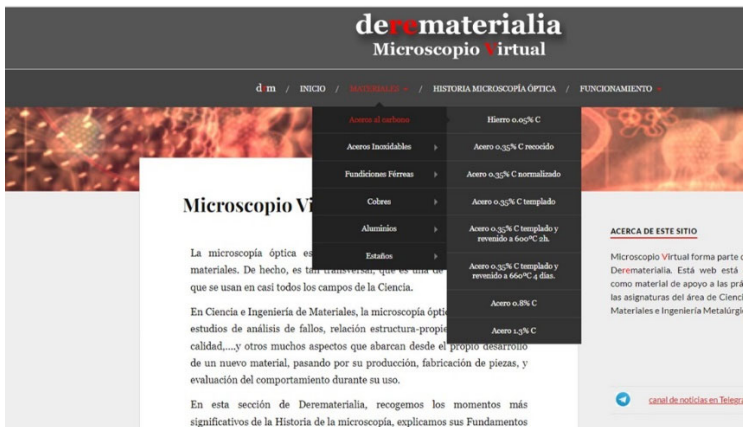 derematerialia
Microscopio Virtual
drm / INICIO / MATERIALES / HISTORIA MICROSCOPÍA ÓPTICA / FUNCIONAMIENTO
Aceros al carbono
Aceros Inoxidables
Fundiciones Férreas
Cobres
Aluminios
Estaños
Hierro 0.05% C
Acero 0.35% C recocido
Acero 0.35% C normalizado
Acero 0.35% C templado
Acero 0.35% C templado y
revenido a 600ºC 2h.
Acero 0.35% C templado y
revenido a 660ºC 4 días.
Acero 0.8% C
Acero 1.3% C
Microscopio Vi
La microscopía óptica es
materiales. De hecho, es tan transversal, que es una de
que se usan en casi todos los campos de la Ciencia.
En Ciencia e Ingeniería de Materiales, la microscopía óptic
estudios de análisis de fallos, relación estructura-propie
calidad,....y otros muchos aspectos que abarcan desde el propio desarrollo
de un nuevo material, pasando por su producción, fabricación de piezas, y
evaluación del comportamiento durante su uso.
En esta sección de Derematerialia, recogemos los momentos más
significativos de la Historia de la microscopía, explicamos sus Fundamentos
ACERCA DE ESTE SITIO
Microscopio Virtual forma parte d
Derematerialia. Está web está
como material de apoyo a las prá
las asignaturas del área de Cienci
Materiales e Ingeniería Metalúrgi
canal de noticias en Telegra